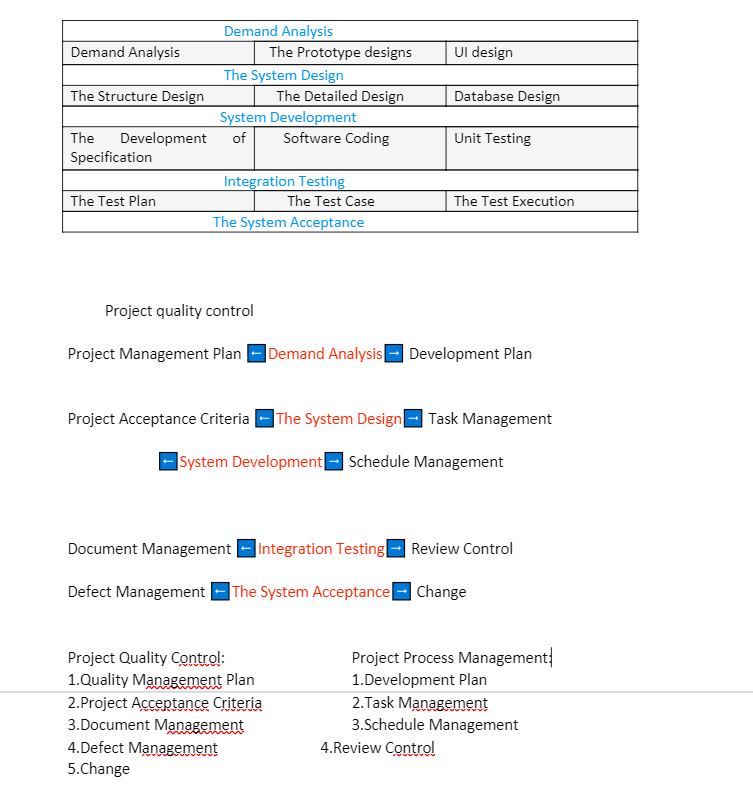 Demand Analysis
Demand Analysis The Prototype designs UI design
The System Design
The Structure Design The Detailed Design Database Design
System Development
The Development of Software Coding Unit Testing
Specification
Integration Testing
The Test Plan The Test Case The Test Execution
The System Acceptance
Project quality control
Project Management Plan ← Demand Analysis → Development Plan
Project Acceptance Criteria ← The System Design → Task Management
← System Development → Schedule Management
Document Management ← Integration Testing → Review Control
Defect Management ← The System Acceptance → Change
Project Quality Control: Project Process Management:
1.Quality Management Plan 1.Development Plan
2.Project Acceptance Criteria 2.Task Management
3.Document Management 3.Schedule Management
4.Defect Management 4.Review Control
5.Change